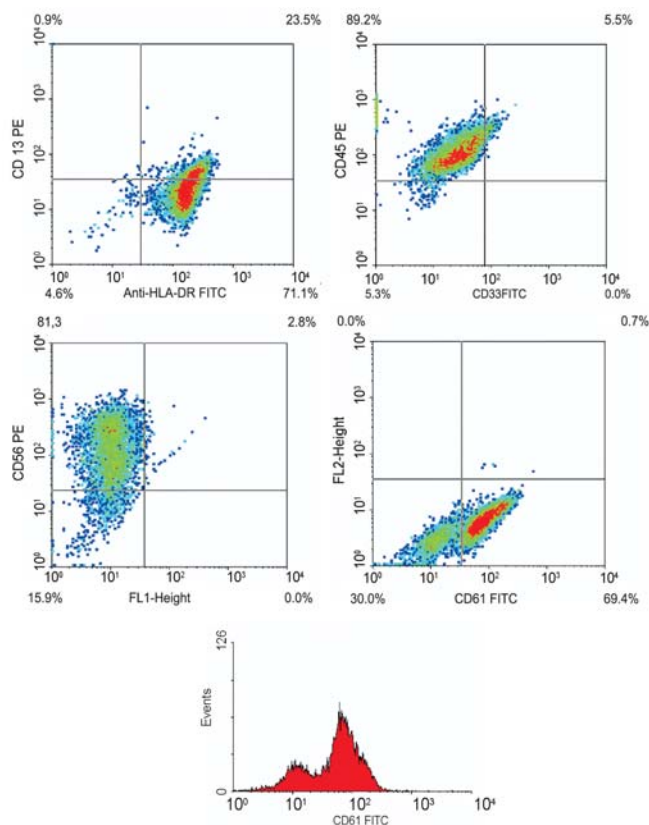 0.9% 23.5%
CD 13 PE
10⁴
10³
10²
10¹
10⁰
10⁰ 10¹ 10² 10³ 10⁴
4.6% Anti-HLA-DR FITC 71.1%
89.2% 5.5%
CD45 PE
10⁴
10³
10²
10¹
10⁰
10⁰ 10¹ 10² 10³ 10⁴
5.3% CD33FITC 0.0%
81,3 2.8%
CD56 PE
10⁴
10³
10²
10¹
10⁰
10⁰ 10¹ 10² 10³ 10⁴
15.9% FL1-Height 0.0%
0.0% 0.7%
FL2-Height
10⁴
10³
10²
10¹
10⁰
10⁰ 10¹ 10² 10³ 10⁴
30.0% CD61 FITC 69.4%
126
Events
0
10⁰ 10¹ 10² 10³ 10⁴
CD61 FITC